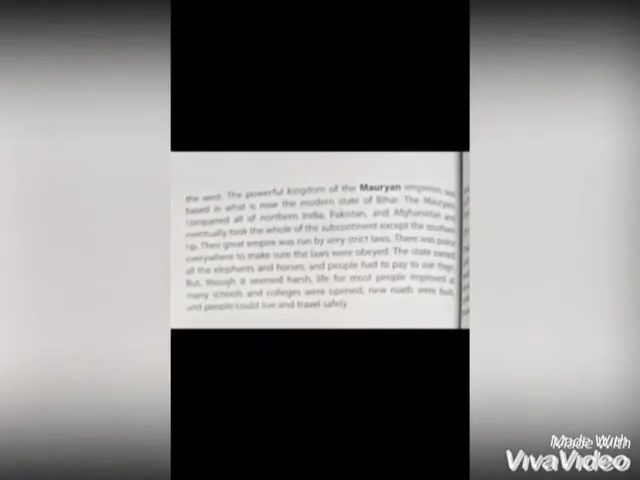 the west. The powerful kingdom of the Mauryan emperors was
based in what is now the modern state of Bihar. The Mauryas
conquered all of northern India, Pakistan, and Afghanistan and
eventually took the whole of the subcontinent except the southern
tip. Their great empire was run by very strict laws. There was police
everywhere to make sure the laws were obeyed. The state owned
all the elephants and horses, and people had to pay to use them.
But, though it seemed harsh, life for most people improved as
many schools and colleges were opened, new roads were built,
and people could live and travel safely.
Made With
VivaVideo